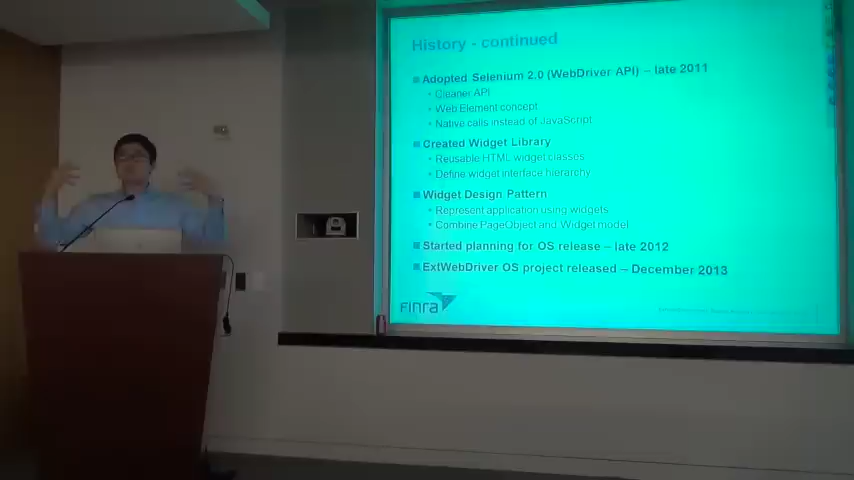 History - continued
Adopted Selenium 2.0 (WebDriver API) – late 2011
Cleaner API
Web Element concept
Native calls instead of JavaScript
Created Widget Library
Reusable HTML widget classes
Define widget interface hierarchy
Widget Design Pattern
Represent application using widgets
Combine PageObject and Widget model
Started planning for OS release – late 2012
ExtWebDriver OS project released – December 2013
Finra